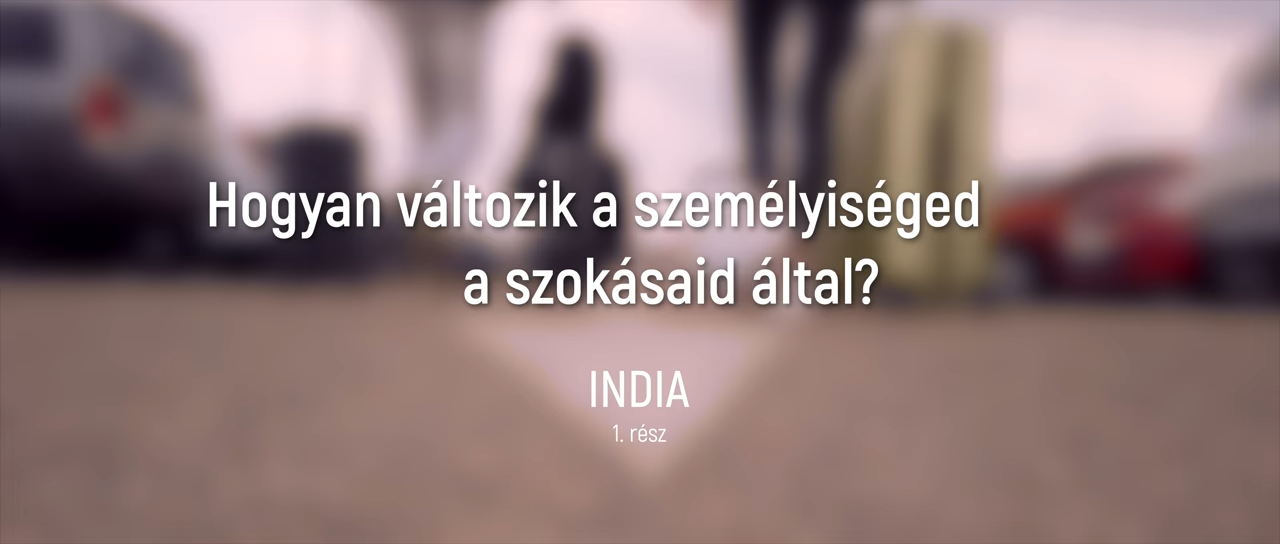 Hogyan változik a személyiséged
a szokásaid által?
INDIA
1. rész